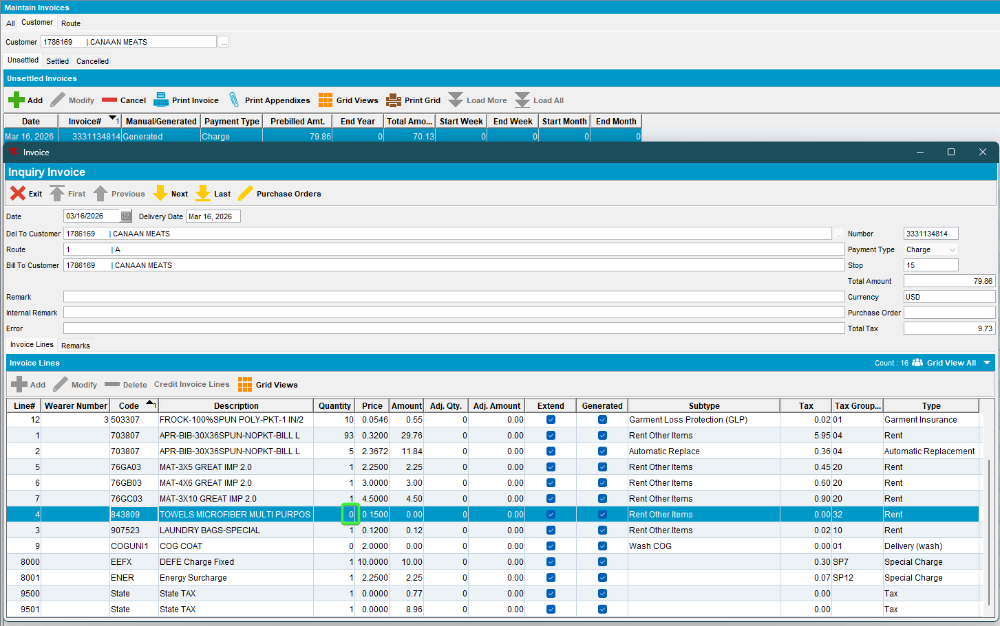 Maintain Invoices
All Customer Route
Customer 1786169 | CANAAN MEATS ...
Unsettled Settled Cancelled
Unsettled Invoices
Add Modify Cancel Print Invoice Print Appendixes Grid Views Print Grid Load More Load All
Date Invoice# 1 Manual/Generated Payment Type Prebilled Amt. End Year Total Amo... Start Week End Week Start Month End Month
Mar 16, 2026 3331134814 Generated Charge 79.86 0 70.13 0 0 0 0
Invoice
Inquiry Invoice
Exit First Previous Next Last Purchase Orders
Date 03/16/2026 16 Delivery Date Mar 16, 2026
Del To Customer 1786169 | CANAAN MEATS ... Number 3331134814
Route 1 | A Payment Type Charge
Bill To Customer 1786169 | CANAAN MEATS Stop 15
Total Amount 79.86
Remark Currency USD
Internal Remark Purchase Order
Error Total Tax 9.73
Invoice Lines Remarks
Invoice Lines Count : 16 Grid View All
Add Modify Delete Credit Invoice Lines Grid Views
Line# Wearer Number Code 1 Description Quantity Price Amount Adj. Qty. Adj. Amount Extend Generated Subtype Tax Tax Group... Type
12 3 503307 FROCK-100%SPUN POLY-PKT-1 IN/2 10 0.0546 0.55 0 0.00 Garment Loss Protection (GLP) 0.02 01 Garment Insurance
1 703807 APR-BIB-30X36SPUN-NOPKT-BILL L 93 0.3200 29.76 0 0.00 Rent Other Items 5.95 04 Rent
2 703807 APR-BIB-30X36SPUN-NOPKT-BILL L 5 2.3672 11.84 0 0.00 Automatic Replace 0.36 04 Automatic Replacement
5 76GA03 MAT-3X5 GREAT IMP 2.0 1 2.2500 2.25 0 0.00 Rent Other Items 0.45 20 Rent
6 76GB03 MAT-4X6 GREAT IMP 2.0 1 3.0000 3.00 0 0.00 Rent Other Items 0.60 20 Rent
7 76GC03 MAT-3X10 GREAT IMP 2.0 1 4.5000 4.50 0 0.00 Rent Other Items 0.90 20 Rent
4 843809 TOWELS MICROFIBER MULTI PURPOS 0 0.1500 0.00 0 0.00 Rent Other Items 0.00 32 Rent
3 907523 LAUNDRY BAGS-SPECIAL 1 0.1200 0.12 0 0.00 Rent Other Items 0.02 10 Rent
9 COGUNI1 COG COAT 0 2.0000 0.00 0 0.00 Wash COG 0.00 01 Delivery (wash)
8000 EEFX DEFE Charge Fixed 1 10.0000 10.00 0 0.00 0.30 SP7 Special Charge
8001 ENER Energy Surcharge 1 2.2500 2.25 0 0.00 0.07 SP12 Special Charge
9500 State State TAX 1 0.0000 0.77 0 0.00 0.00 Tax
9501 State State TAX 1 0.0000 8.96 0 0.00 0.00 Tax